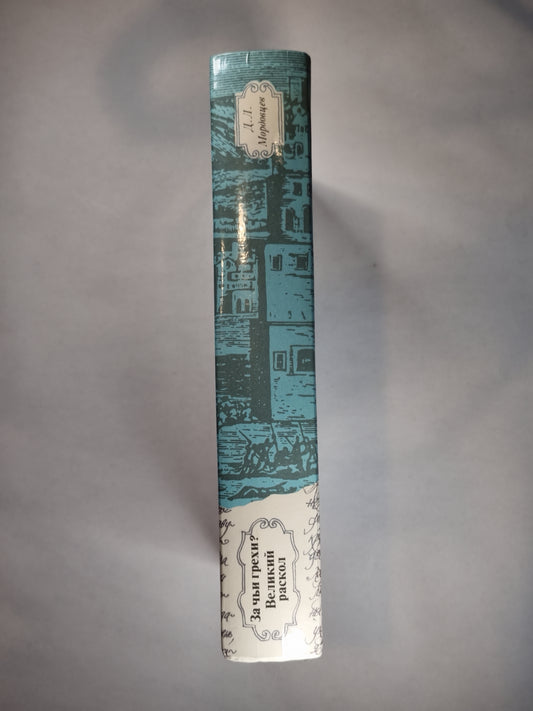 Д. Л.
Мордовцев
За чьи грехи?
Великий
раскол